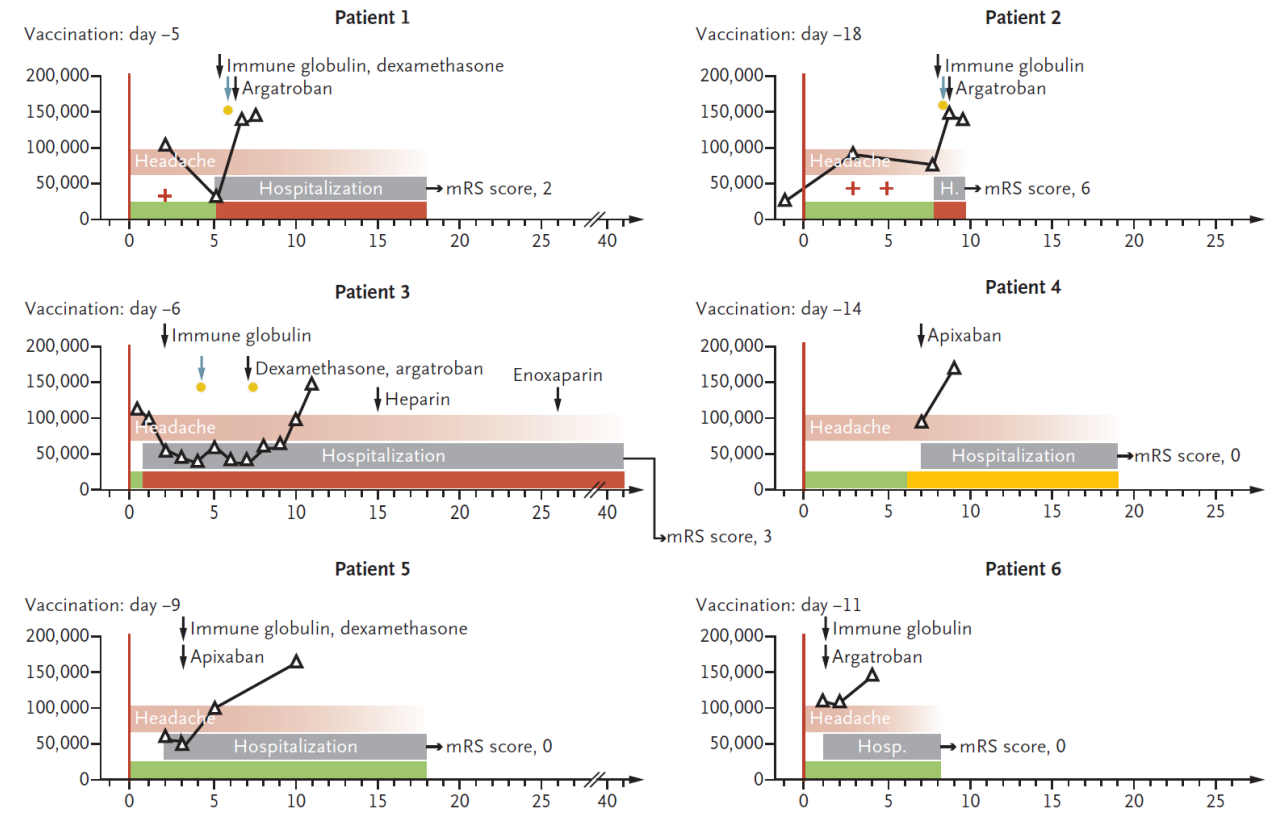 Patient 1
Vaccination: day –5
Immune globulin, dexamethasone
200,000
Argatroban
150,000
100,000
Headache
50,000
Hospitalization
mRS score, 2
0
0 5 10 15 20 25 40
Patient 2
Vaccination: day –18
Immune globulin
200,000
Argatroban
150,000
100,000
Headache
50,000
H.
mRS score, 6
0
0 5 10 15 20 25
Patient 3
Vaccination: day –6
Immune globulin
200,000
Dexamethasone, argatroban
Enoxaparin
150,000
Heparin
100,000
Headache
50,000
Hospitalization
0
0 5 10 15 20 25 40
mRS score, 3
Patient 4
Vaccination: day –14
Apixaban
200,000
150,000
100,000
Headache
50,000
Hospitalization
mRS score, 0
0
0 5 10 15 20 25
Patient 5
Vaccination: day –9
Immune globulin, dexamethasone
200,000
Apixaban
150,000
100,000
Headache
50,000
Hospitalization
mRS score, 0
0
0 5 10 15 20 25 40
Patient 6
Vaccination: day –11
Immune globulin
200,000
Argatroban
150,000
100,000
Headache
50,000
Hosp.
mRS score, 0
0
0 5 10 15 20 25